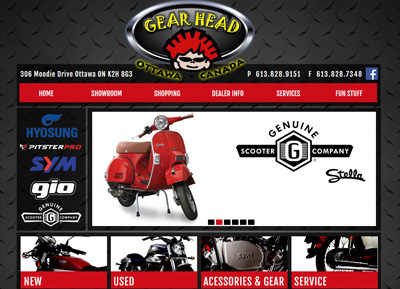 GEAR HEAD
OTTAWA · CANADA
306 Moodie Drive Ottawa ON K2H 8G3
P 613.828.9151 F 613.828.7348 f
HOME SHOWROOM SHOPPING DEALER INFO SERVICES FUN STUFF
HYOSUNG
PITSTERPRO
SYM
gio
GENUINE
SCOOTER G COMPANY
GENUINE
SCOOTER G COMPANY
Stella
SYM
NEW
USED
ACESSORIES & GEAR
SERVICE